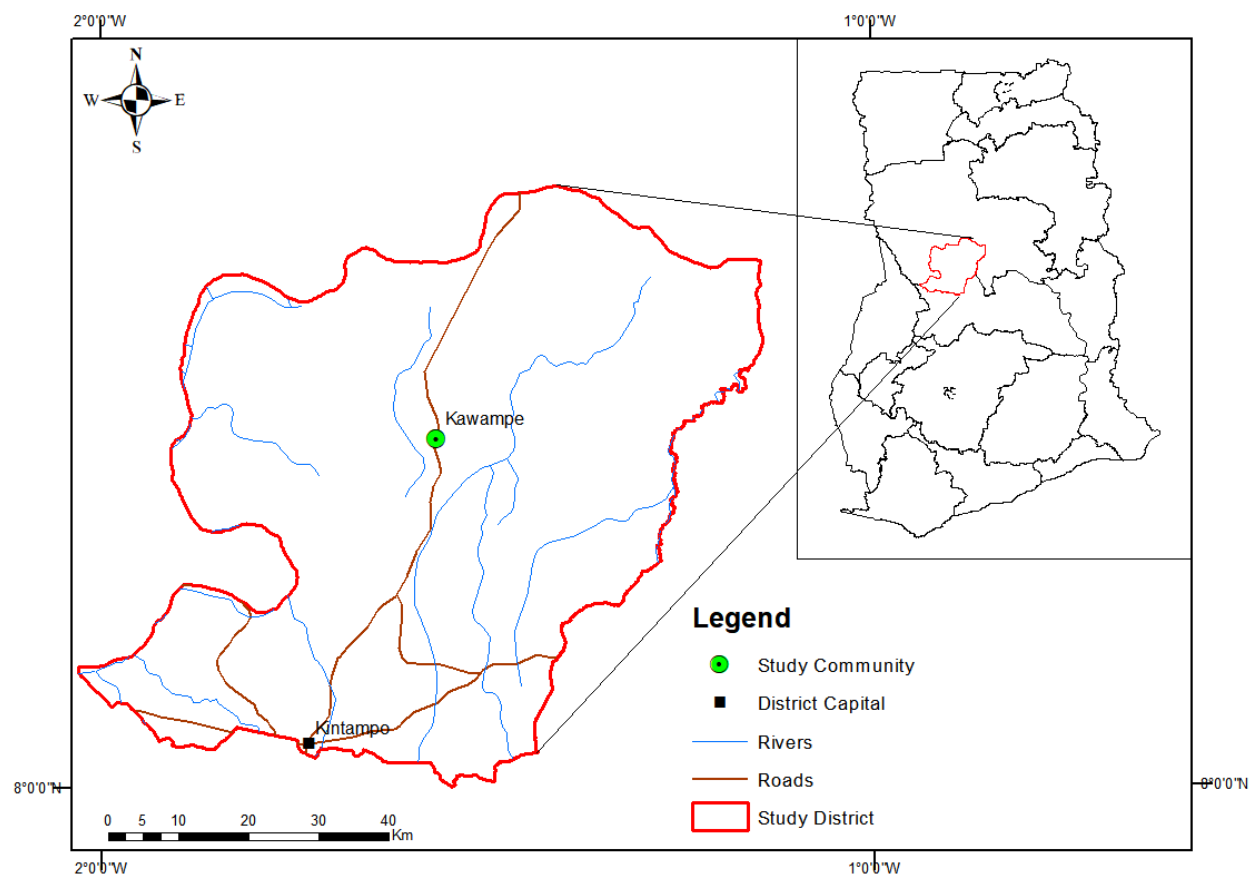 2°0'0"W 1°0'0"W
N
W E
S
Kawampe
Legend
Study Community
District Capital
Kintampo
Rivers
Roads
8°0'0"N 8°0'0"N
Study District
0 5 10 20 30 40
Km
2°0'0"W 1°0'0"W